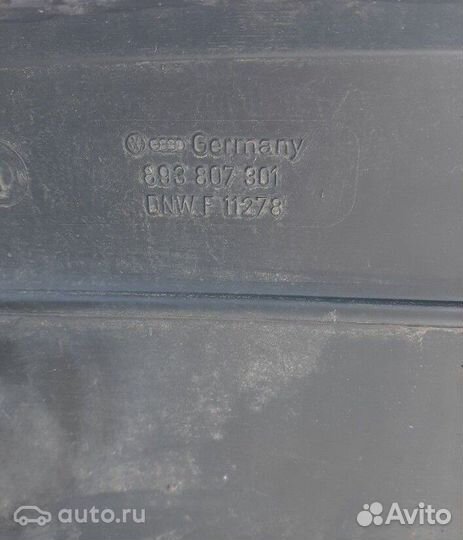 Germany
893 807 301
DNW.F 11278
auto.ru
Avito